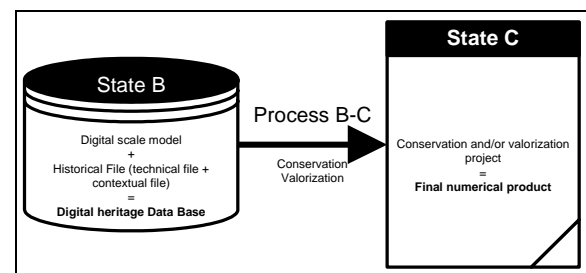 State B
Digital scale model
+
Historical File (technical file +
contextual file)
=
Digital heritage Data Base
Process B-C
Conservation
Valorization
State C
Conservation and/or valorization
project
=
Final numerical product